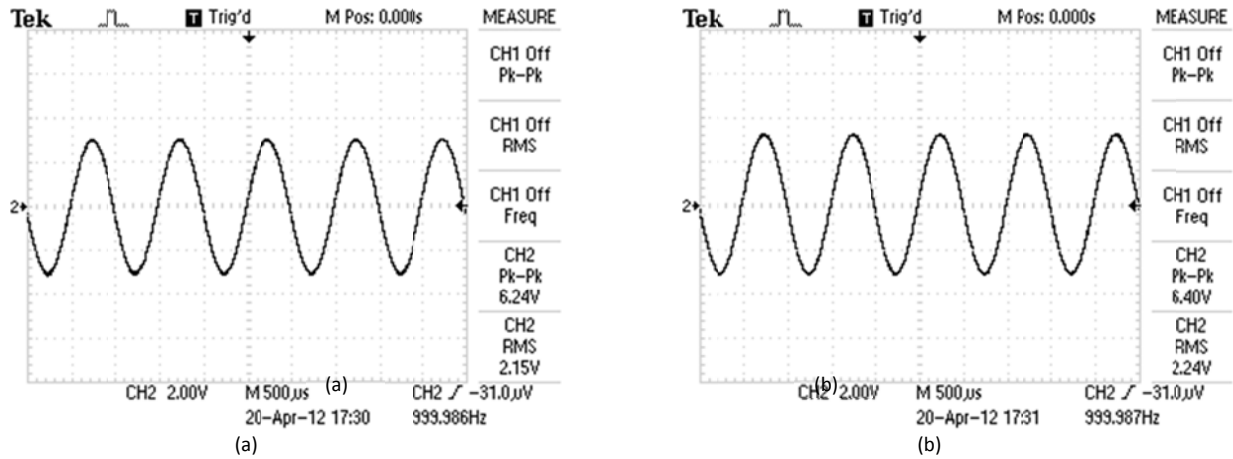 Tek T Trig'd M Pos: 0.000s MEASURE
CH1 Off
Pk-Pk
CH1 Off
RMS
CH1 Off
Freq
2
CH2
Pk-Pk
6.24V
CH2
RMS
2.15V
CH2 2.00V M 500µs CH2 -31.0µV
(a)
20-Apr-12 17:30 999.986Hz
(a)
Tek T Trig'd M Pos: 0.000s MEASURE
CH1 Off
Pk-Pk
CH1 Off
RMS
CH1 Off
Freq
2
CH2
Pk-Pk
6.40V
CH2
RMS
2.24V
(b)
CH2 2.00V M 500µs CH2 -31.0µV
20-Apr-12 17:31 999.987Hz
(b)